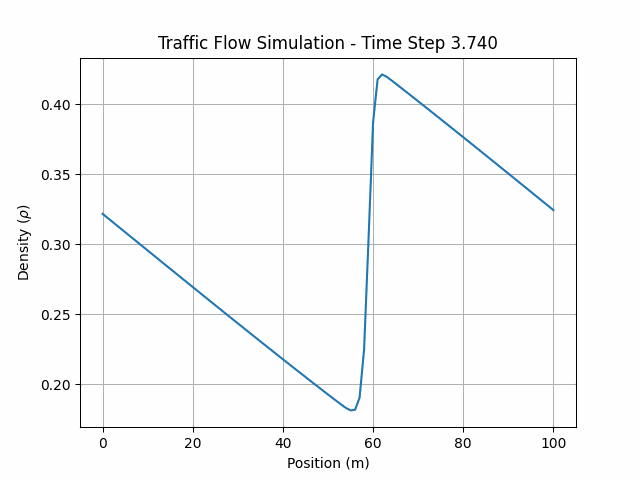 Traffic Flow Simulation - Time Step 3.740
0.40
0.35
0.30
0.25
0.20
Density (ρ)
0 20 40 60 80 100
Position (m)